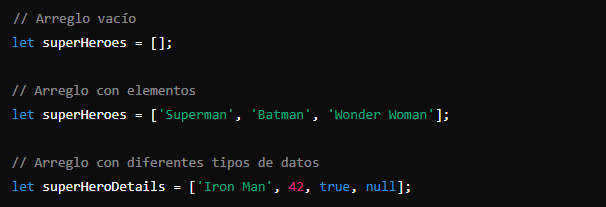 // Arreglo vacío
let superHeroes = [];
// Arreglo con elementos
let superHeroes = ['Superman', 'Batman', 'Wonder Woman'];
// Arreglo con diferentes tipos de datos
let superHeroDetails = ['Iron Man', 42, true, null];